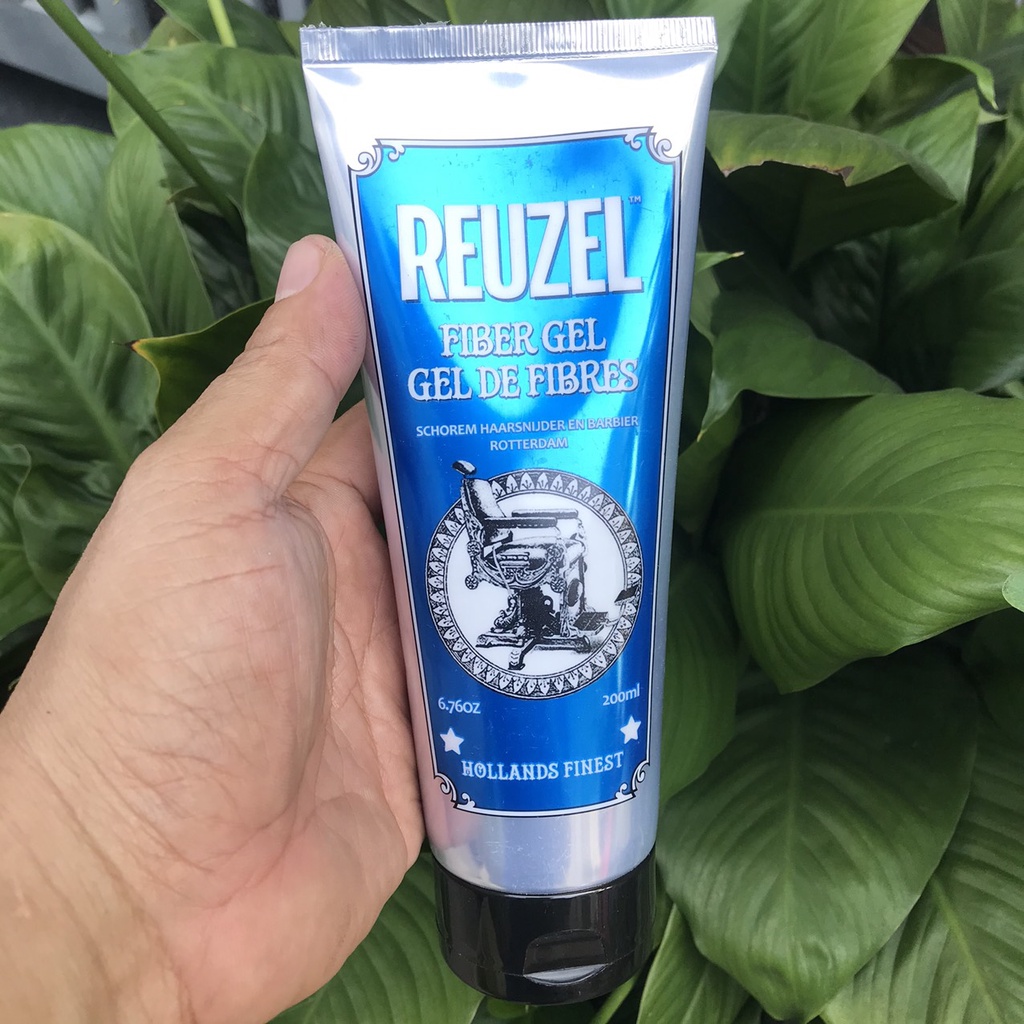 REUZEL™
FIBER GEL
GEL DE FIBRES
SCHOREM HAARSNIJDER EN BARBIER
ROTTERDAM
6.76OZ 200ml
HOLLANDS FINEST